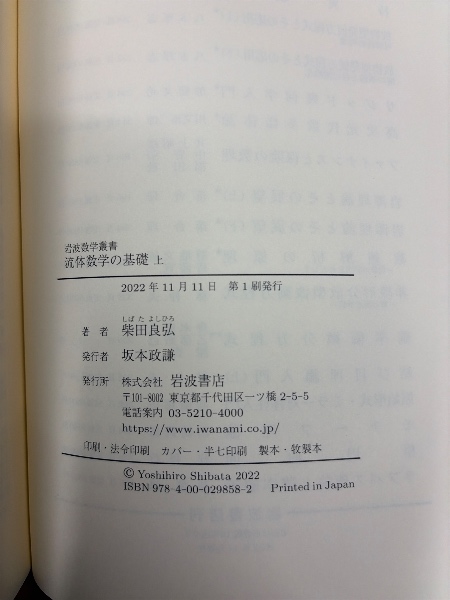 岩波数学叢書
流体数学の基礎 上
2022年11月11日 第1刷発行
しばた よしひろ
著 者 柴田良弘
発行者 坂本政謙
発行所 株式会社 岩波書店
〒101-8002 東京都千代田区一ツ橋2-5-5
電話案内 03-5210-4000
https://www.iwanami.co.jp/
印刷・法令印刷 カバー・半七印刷 製本・牧製本
© Yoshihiro Shibata 2022
ISBN 978-4-00-029858-2 Printed in Japan